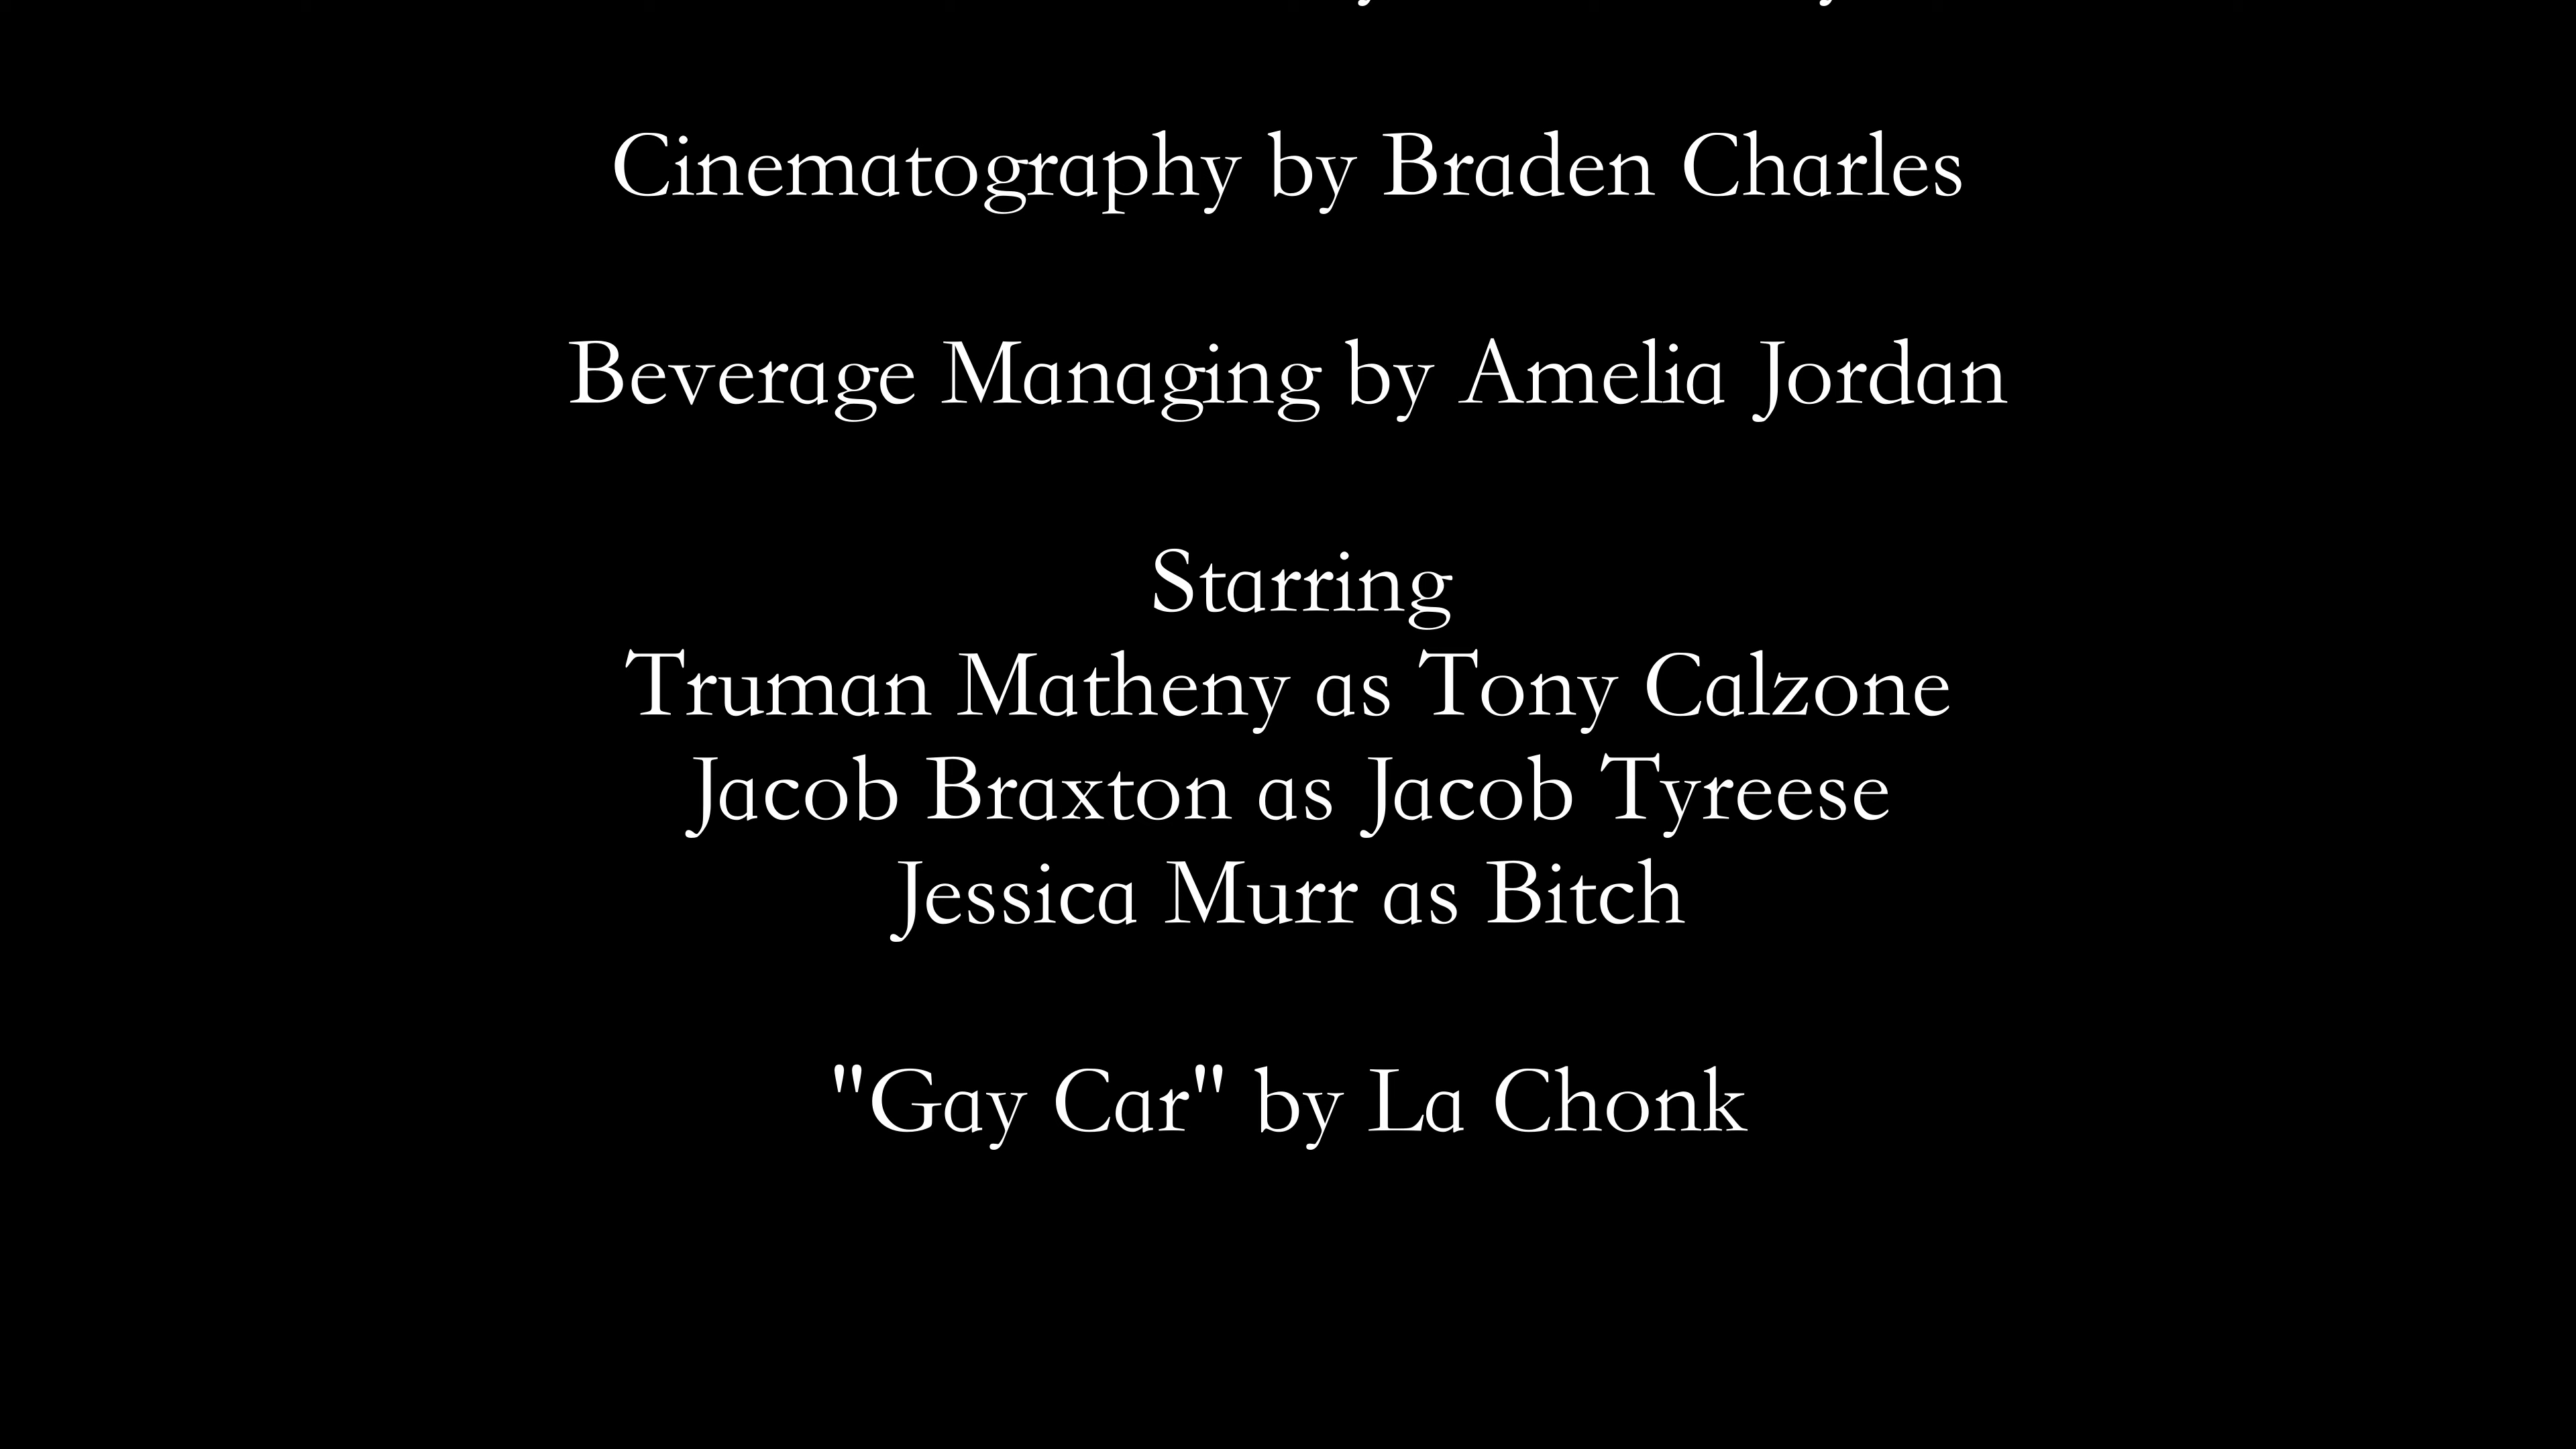 Cinematography by Braden Charles
Beverage Managing by Amelia Jordan
Starring
Truman Matheny as Tony Calzone
Jacob Braxton as Jacob Tyreese
Jessica Murr as Bitch
"Gay Car" by La Chonk